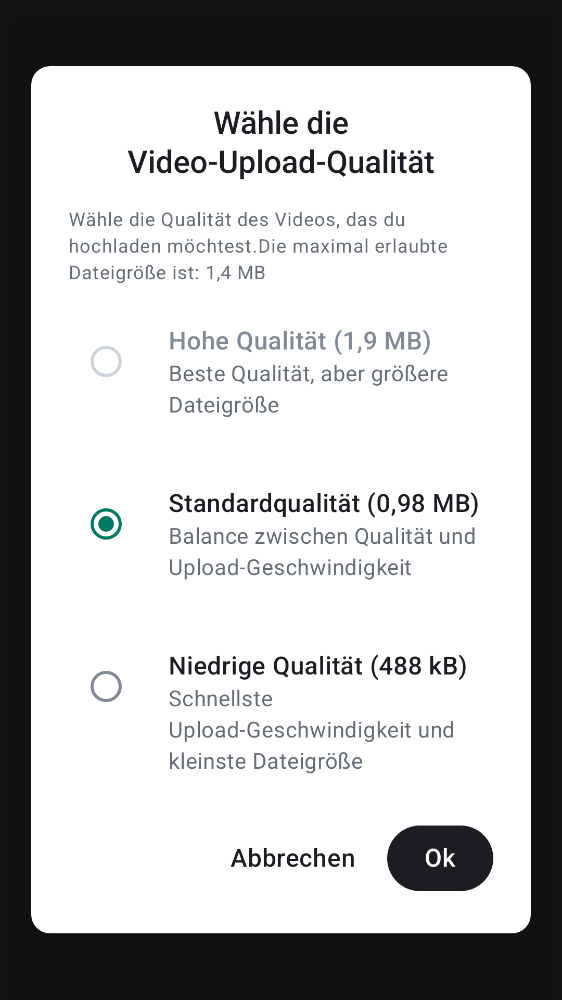 Wähle die
Video-Upload-Qualität
Wähle die Qualität des Videos, das du
hochladen möchtest.Die maximal erlaubte
Dateigröße ist: 1,4 MB
Hohe Qualität (1,9 MB)
Beste Qualität, aber größere
Dateigröße
Standardqualität (0,98 MB)
Balance zwischen Qualität und
Upload-Geschwindigkeit
Niedrige Qualität (488 kB)
Schnellste
Upload-Geschwindigkeit und
kleinste Dateigröße
Abbrechen Ok